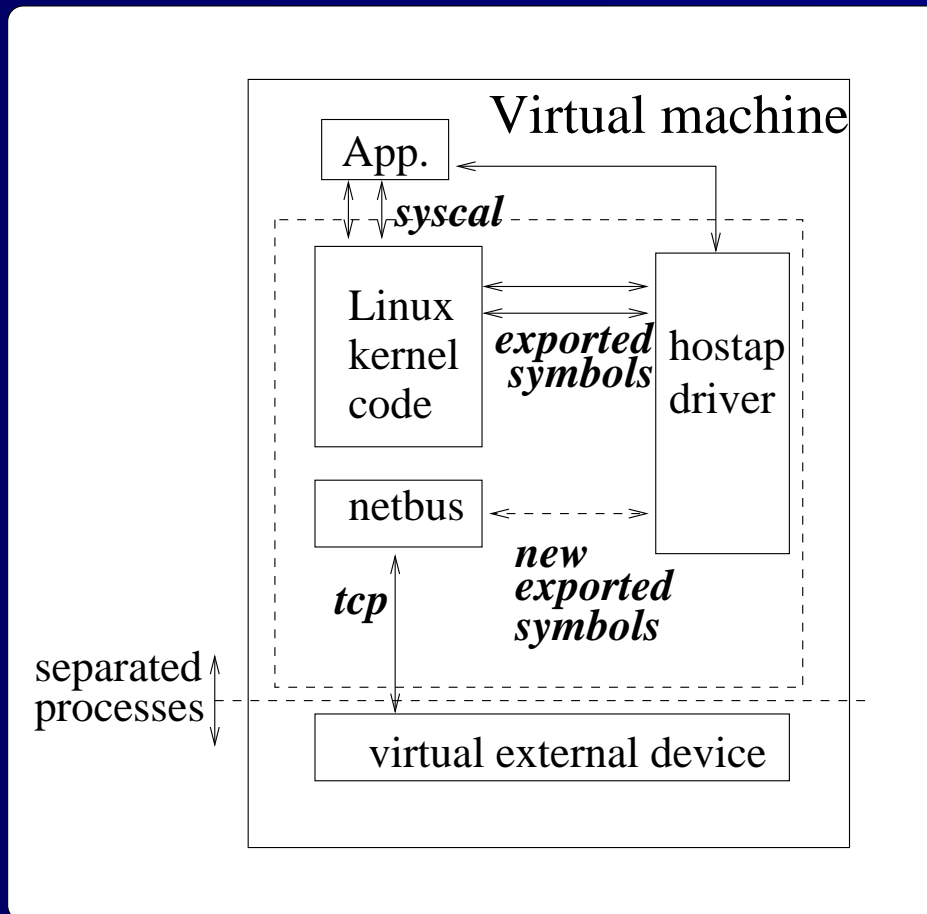 Virtual machine
App.
syscal
Linux
kernel
code
exported
symbols
hostap
driver
netbus
new
exported
symbols
tcp
separated
processes
virtual external device